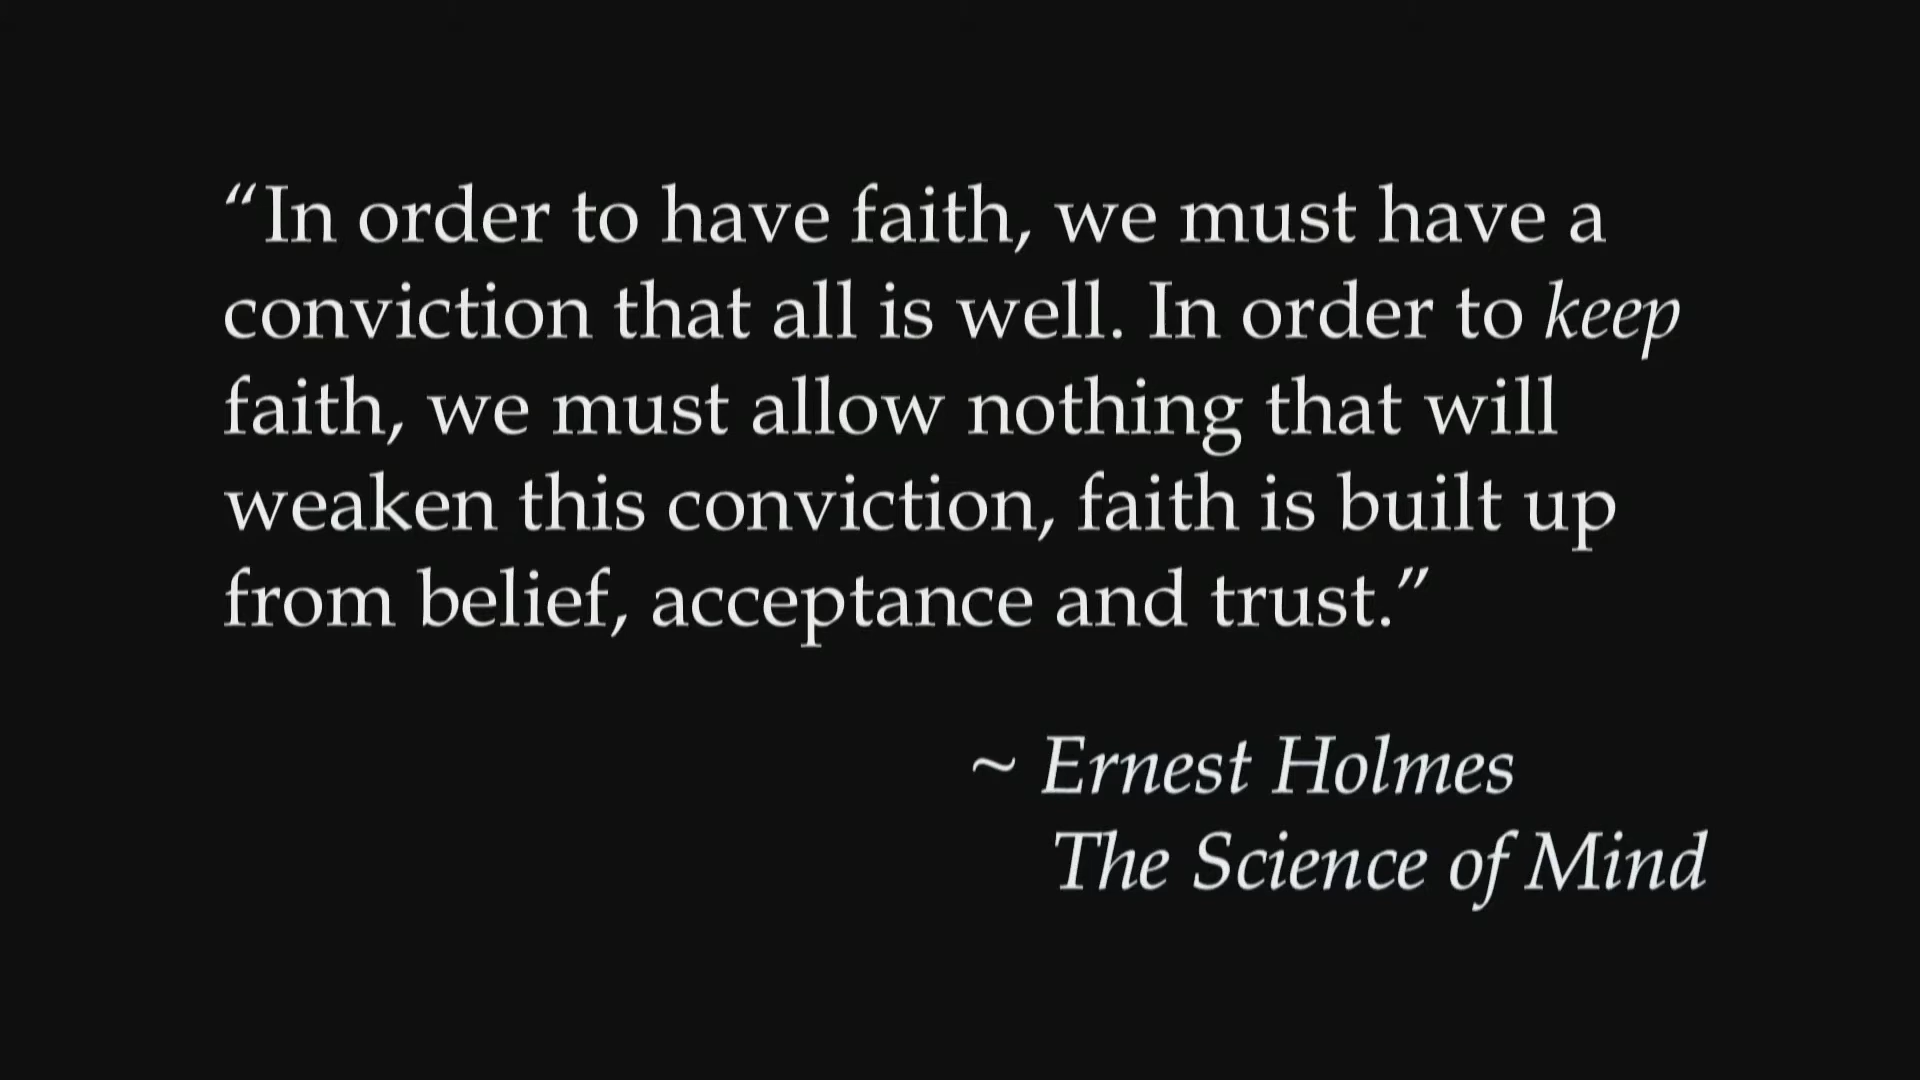 “In order to have faith, we must have a
conviction that all is well. In order to keep
faith, we must allow nothing that will
weaken this conviction, faith is built up
from belief, acceptance and trust.”
~ Ernest Holmes
The Science of Mind